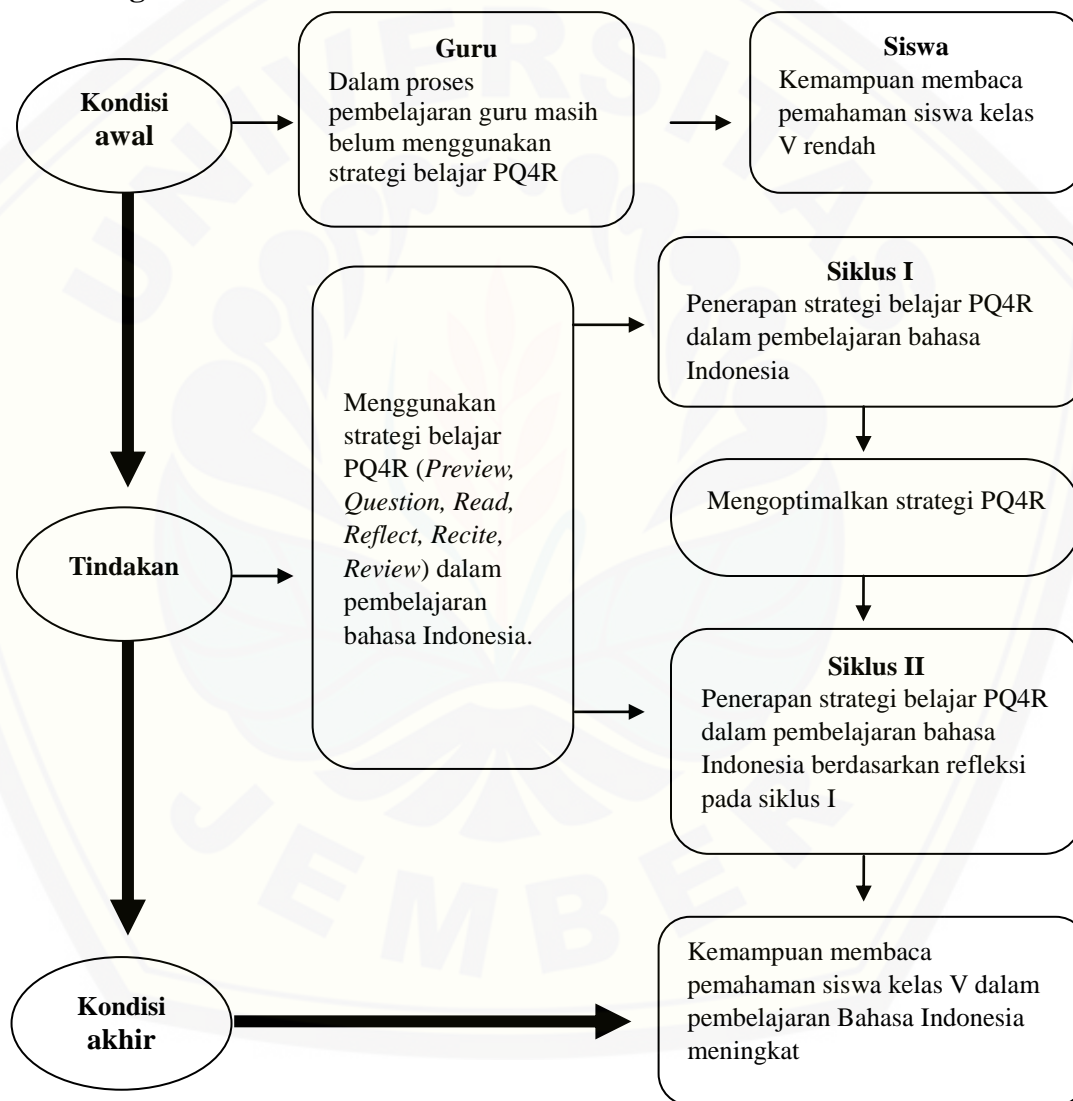 Guru
Dalam proses
pembelajaran guru masih
belum menggunakan
strategi belajar PQ4R
Siswa
Kemampuan membaca
pemahaman siswa kelas
V rendah
Kondisi
awal
Siklus I
Penerapan strategi belajar PQ4R
dalam pembelajaran bahasa
Indonesia
Menggunakan
strategi belajar
PQ4R (Preview,
Question, Read,
Reflect, Recite,
Review) dalam
pembelajaran
bahasa Indonesia.
Mengoptimalkan strategi PQ4R
Tindakan
Siklus II
Penerapan strategi belajar PQ4R
dalam pembelajaran bahasa
Indonesia berdasarkan refleksi
pada siklus I
Kemampuan membaca
pemahaman siswa kelas V dalam
pembelajaran Bahasa Indonesia
meningkat
Kondisi
akhir
UNIVERSITAS
JEMBER